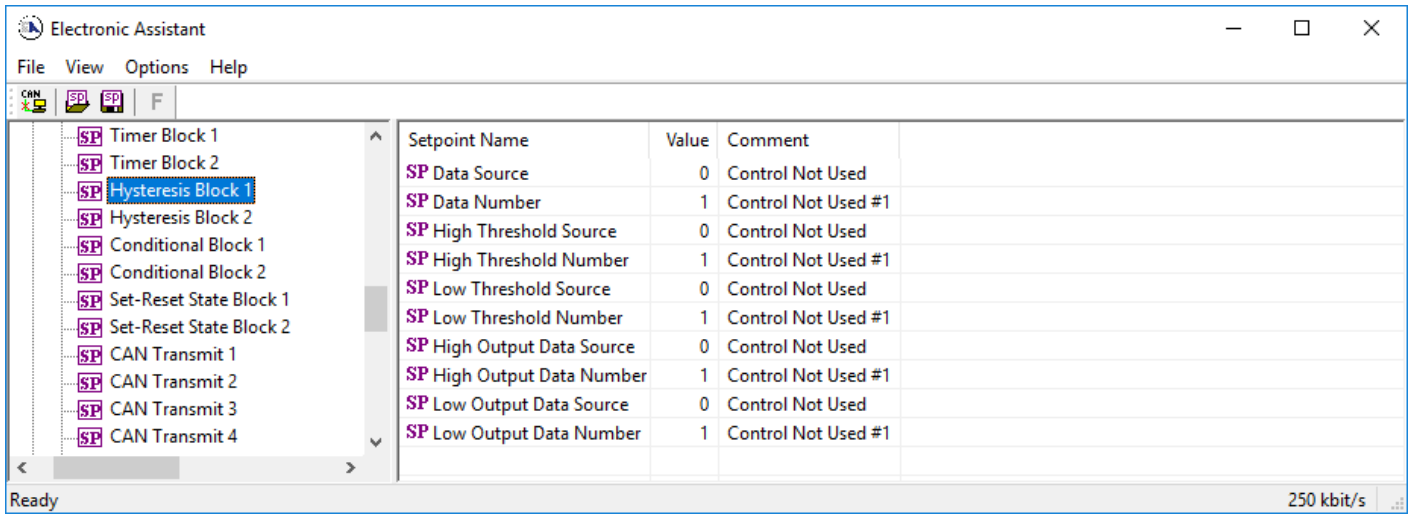 Electronic Assistant
File View Options Help
CAN SP SP F
SP Timer Block 1
SP Timer Block 2
SP Hysteresis Block 1
SP Hysteresis Block 2
SP Conditional Block 1
SP Conditional Block 2
SP Set-Reset State Block 1
SP Set-Reset State Block 2
SP CAN Transmit 1
SP CAN Transmit 2
SP CAN Transmit 3
SP CAN Transmit 4
Setpoint Name Value Comment
SP Data Source 0 Control Not Used
SP Data Number 1 Control Not Used #1
SP High Threshold Source 0 Control Not Used
SP High Threshold Number 1 Control Not Used #1
SP Low Threshold Source 0 Control Not Used
SP Low Threshold Number 1 Control Not Used #1
SP High Output Data Source 0 Control Not Used
SP High Output Data Number 1 Control Not Used #1
SP Low Output Data Source 0 Control Not Used
SP Low Output Data Number 1 Control Not Used #1
Ready 250 kbit/s